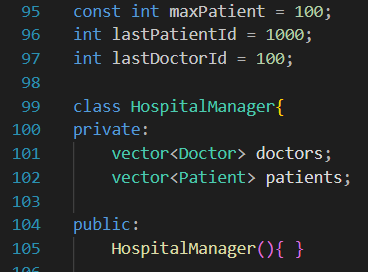 95 const int maxPatient = 100;
96 int lastPatientId = 1000;
97 int lastDoctorId = 100;
98
99 class HospitalManager{
100 private:
101     vector<Doctor> doctors;
102     vector<Patient> patients;
103
104 public:
105     HospitalManager(){ }